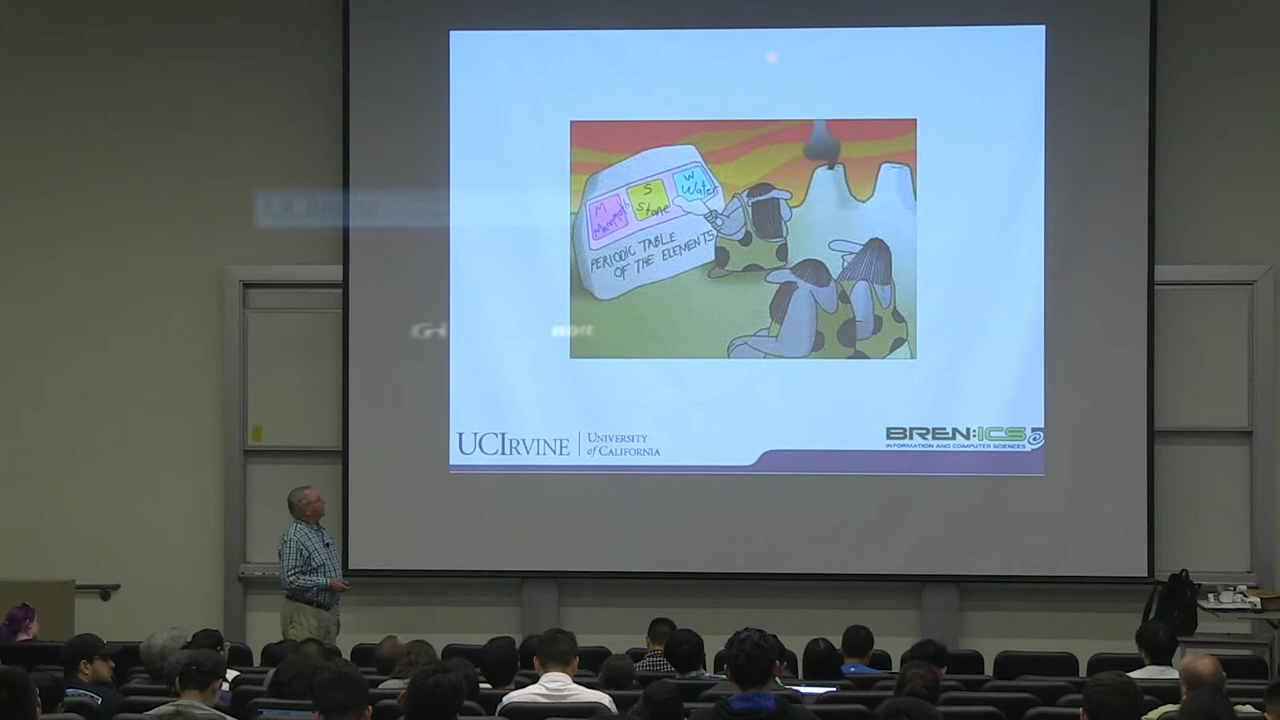 M
Mammoth
S
Stone
W
Water
PERIODIC TABLE
OF THE ELEMENTS
UCIRVINE
UNIVERSITY
of CALIFORNIA
BREN:ICS
INFORMATION AND COMPUTER SCIENCES